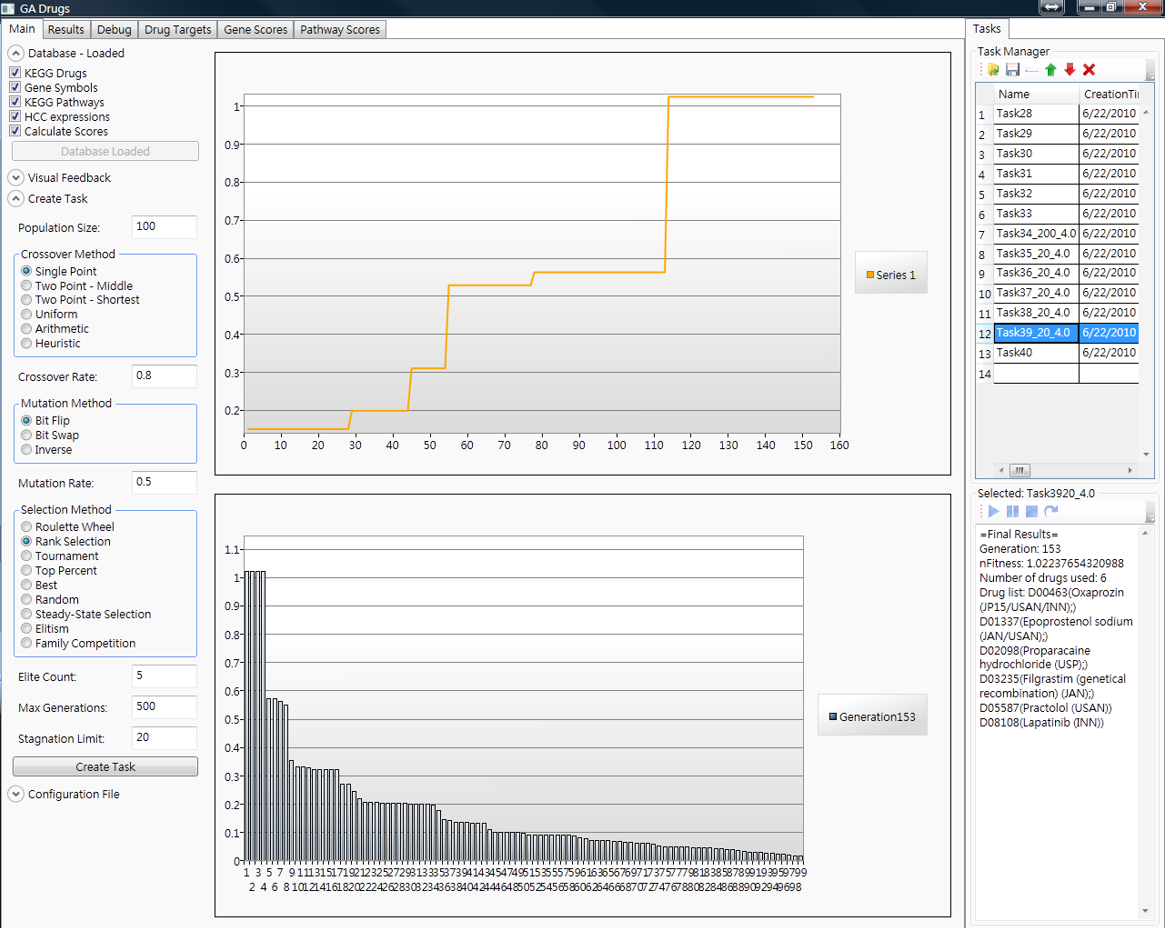 GA Drugs
Main Results Debug Drug Targets Gene Scores Pathway Scores
Database - Loaded
KEGG Drugs
Gene Symbols
KEGG Pathways
HCC expressions
Calculate Scores
Database Loaded
Visual Feedback
Create Task
Population Size: 100
Crossover Method
Single Point
Two Point - Middle
Two Point - Shortest
Uniform
Arithmetic
Heuristic
Crossover Rate: 0.8
Mutation Method
Bit Flip
Bit Swap
Inverse
Mutation Rate: 0.5
Selection Method
Roulette Wheel
Rank Selection
Tournament
Top Percent
Best
Random
Steady-State Selection
Elitism
Family Competition
Elite Count: 5
Max Generations: 500
Stagnation Limit: 20
Create Task
Configuration File
1
0.9
0.8
0.7
0.6
0.5
0.4
0.3
0.2
0 10 20 30 40 50 60 70 80 90 100 110 120 130 140 150 160
Series 1
1.1
1
0.9
0.8
0.7
0.6
0.5
0.4
0.3
0.2
0.1
0
1 3 5 7 9 11 13 15 17 19 21 23 25 27 29 31 33 35 37 39 41 43 45 47 49 51 53 55 57 59 61 63 65 67 69 71 73 75 77 79 81 83 85 87 89 91 93 95 97 99
2 4 6 8 10 12 14 16 18 20 22 24 26 28 30 32 34 36 38 40 42 44 46 48 50 52 54 56 58 60 62 64 66 68 70 72 74 76 78 80 82 84 86 88 90 92 94 96 98
Generation153
Tasks
Task Manager
Name CreationTi
1 Task28 6/22/2010
2 Task29 6/22/2010
3 Task30 6/22/2010
4 Task31 6/22/2010
5 Task32 6/22/2010
6 Task33 6/22/2010
7 Task34_200_4.0 6/22/2010
8 Task35_20_4.0 6/22/2010
9 Task36_20_4.0 6/22/2010
10 Task37_20_4.0 6/22/2010
11 Task38_20_4.0 6/22/2010
12 Task39_20_4.0 6/22/2010
13 Task40 6/22/2010
14
Selected: Task3920_4.0
=Final Results=
Generation: 153
nFitness: 1.02237654320988
Number of drugs used: 6
Drug list: D00463(Oxaprozin
(JP15/USAN/INN);)
D01337(Epoprostenol sodium
(JAN/USAN);)
D02098(Proparacaine
hydrochloride (USP);)
D03235(Filgrastim (genetical
recombination) (JAN);)
D05587(Practolol (USAN))
D08108(Lapatinib (INN))